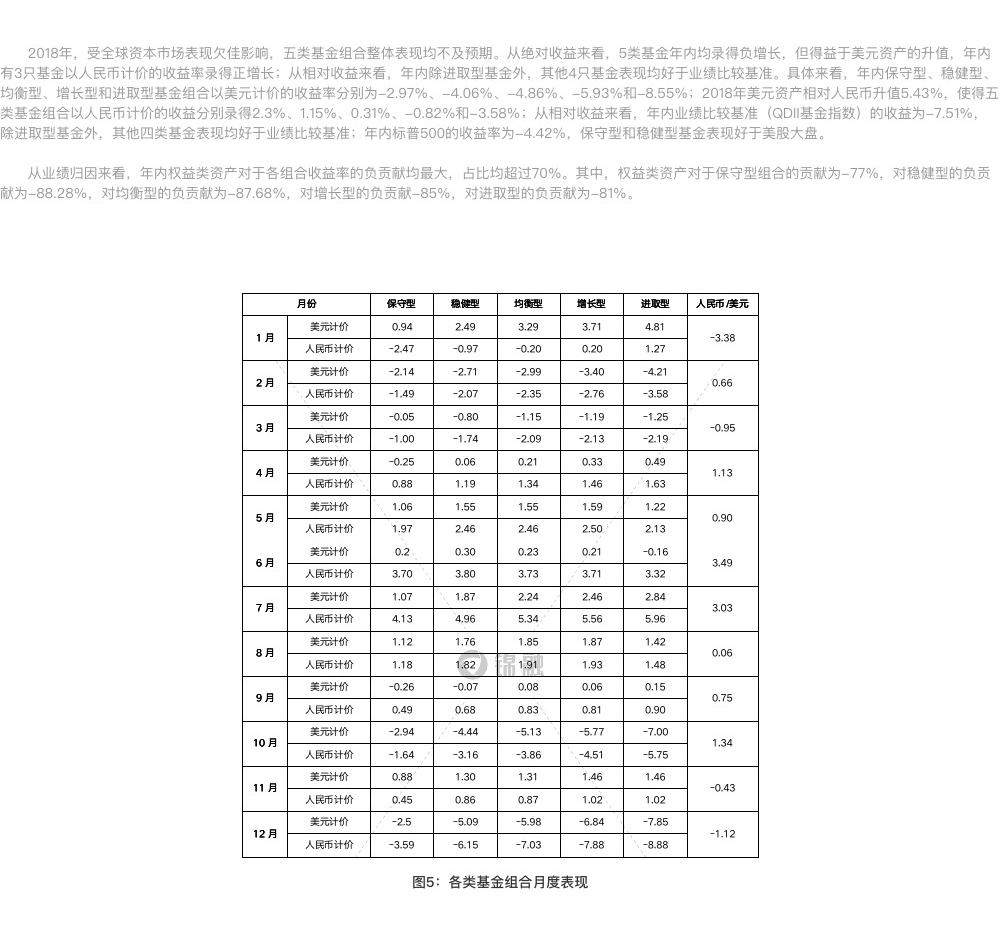 2018年，受全球资本市场表现欠佳影响，五类基金组合整体表现均不及预期。从绝对收益来看，5类基金年内均录得负增长，但得益于美元资产的升值，年内
有3只基金以人民币计价的收益率录得正增长；从相对收益来看，年内除进取型基金外，其他4只基金表现均好于业绩比较基准。具体来看，年内保守型、稳健型、
均衡型、增长型和进取型基金组合以美元计价的收益率分别为-2.97%、-4.06%、-4.86%、-5.93%和-8.55%；2018年美元资产相对人民币升值5.43%，使得五
类基金组合以人民币计价的收益分别录得2.3%、1.15%、0.31%、-0.82%和-3.58%；从相对收益来看，年内业绩比较基准（QDII基金指数）的收益为-7.51%，
除进取型基金外，其他四类基金表现均好于业绩比较基准；年内标普500的收益率为-4.42%，保守型和稳健型基金表现好于美股大盘。
从业绩归因来看，年内权益类资产对于各组合收益率的负贡献均最大，占比均超过70%。其中，权益类资产对于保守型组合的贡献为-77%，对稳健型的负贡
献为-88.28%，对均衡型的负贡献为-87.68%，对增长型的负贡献-85%，对进取型的负贡献为-81%。
月份 保守型 稳健型 均衡型 增长型 进取型 人民币/美元
1月 美元计价 0.94 2.49 3.29 3.71 4.81 -3.38
人民币计价 -2.47 -0.97 -0.20 0.20 1.27
2月 美元计价 -2.14 -2.71 -2.99 -3.40 -4.21 0.66
人民币计价 -1.49 -2.07 -2.35 -2.76 -3.58
3月 美元计价 -0.05 -0.80 -1.15 -1.19 -1.25 -0.95
人民币计价 -1.00 -1.74 -2.09 -2.13 -2.19
4月 美元计价 -0.25 0.06 0.21 0.33 0.49 1.13
人民币计价 0.88 1.19 1.34 1.46 1.63
5月 美元计价 1.06 1.55 1.55 1.59 1.22 0.90
人民币计价 1.97 2.46 2.46 2.50 2.13
6月 美元计价 0.2 0.30 0.23 0.21 -0.16 3.49
人民币计价 3.70 3.80 3.73 3.71 3.32
7月 美元计价 1.07 1.87 2.24 2.46 2.84 3.03
人民币计价 4.13 4.96 5.34 5.56 5.96
8月 美元计价 1.12 1.76 1.85 1.87 1.42 0.06
人民币计价 1.18 1.82 1.91 1.93 1.48
锦融
9月 美元计价 -0.26 -0.07 0.08 0.06 0.15 0.75
人民币计价 0.49 0.68 0.83 0.81 0.90
10月 美元计价 -2.94 -4.44 -5.13 -5.77 -7.00 1.34
人民币计价 -1.64 -3.16 -3.86 -4.51 -5.75
11月 美元计价 0.88 1.30 1.31 1.46 1.46 -0.43
人民币计价 0.45 0.86 0.87 1.02 1.02
12月 美元计价 -2.5 -5.09 -5.98 -6.84 -7.85 -1.12
人民币计价 -3.59 -6.15 -7.03 -7.88 -8.88
图5：各类基金组合月度表现